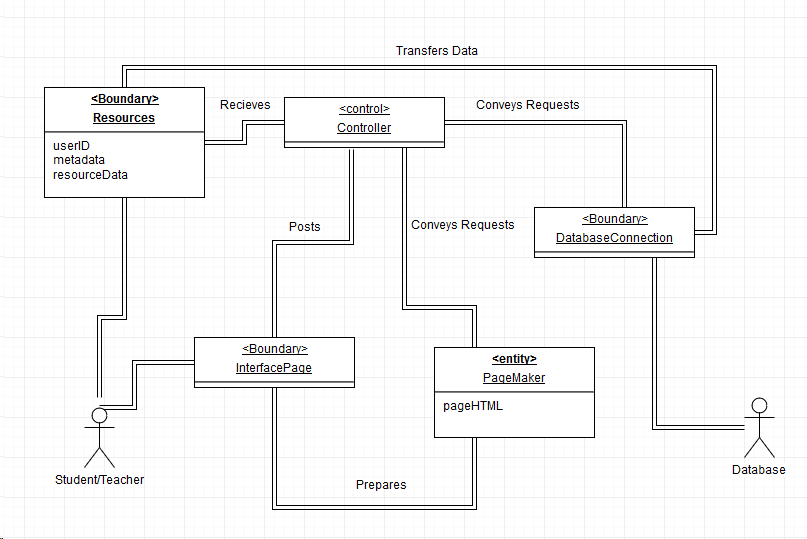 Transfers Data
<Boundary>
Resources
userID
metadata
resourceData
Recieves
<control>
Controller
Conveys Requests
Posts
Conveys Requests
<Boundary>
DatabaseConnection
<Boundary>
InterfacePage
<entity>
PageMaker
pageHTML
Student/Teacher
Prepares
Database